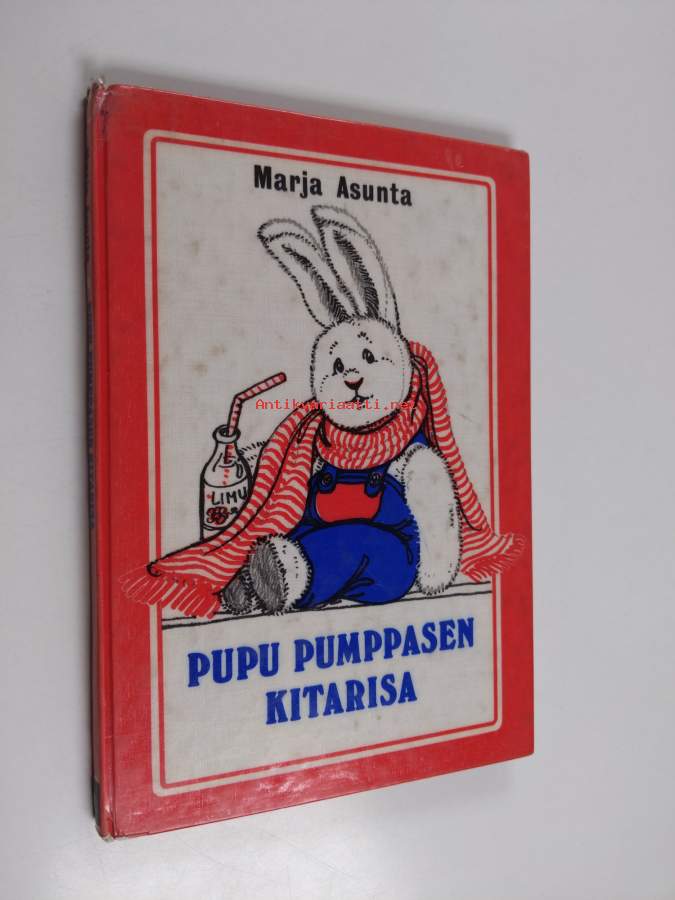 Marja Asunta
Antikvariaatti.net
LIMU
PUPU PUMPPASEN
KITARISA